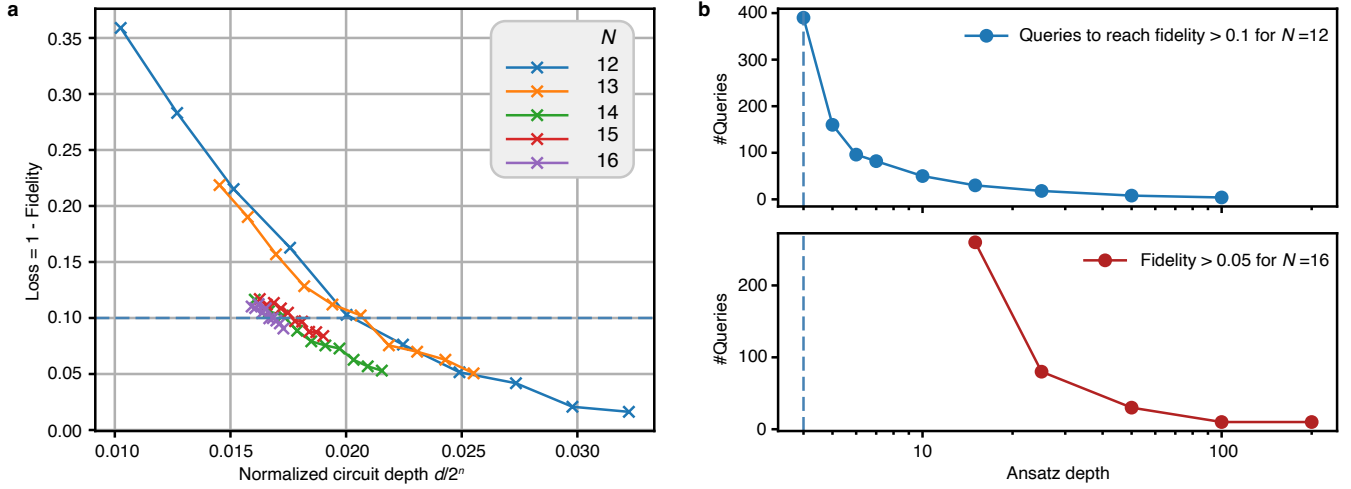 a
0.35
0.30
0.25
0.20
0.15
0.10
0.05
0.00
Loss = 1 - Fidelity
N
12
13
14
15
16
0.010 0.015 0.020 0.025 0.030
Normalized circuit depth d/2ⁿ
b
400
300
200
100
0
#Queries
Queries to reach fidelity > 0.1 for N =12
10 100
200
100
0
#Queries
Fidelity > 0.05 for N =16
10 100
Ansatz depth